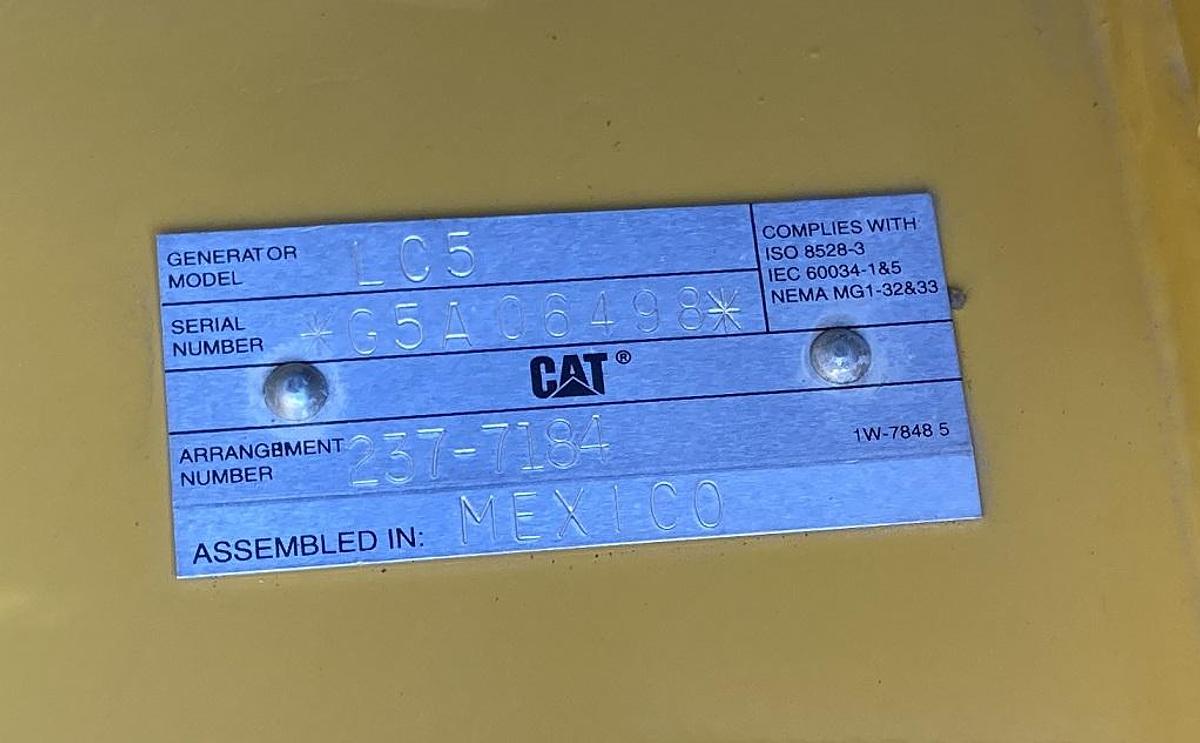 GENERATOR
MODEL LC5
SERIAL
NUMBER *G5A06498*
COMPLIES WITH
ISO 8528-3
IEC 60034-1&5
NEMA MG1-32&33
CAT®
ARRANGEMENT
NUMBER 237-7184
1W-7848 5
ASSEMBLED IN: MEXICO